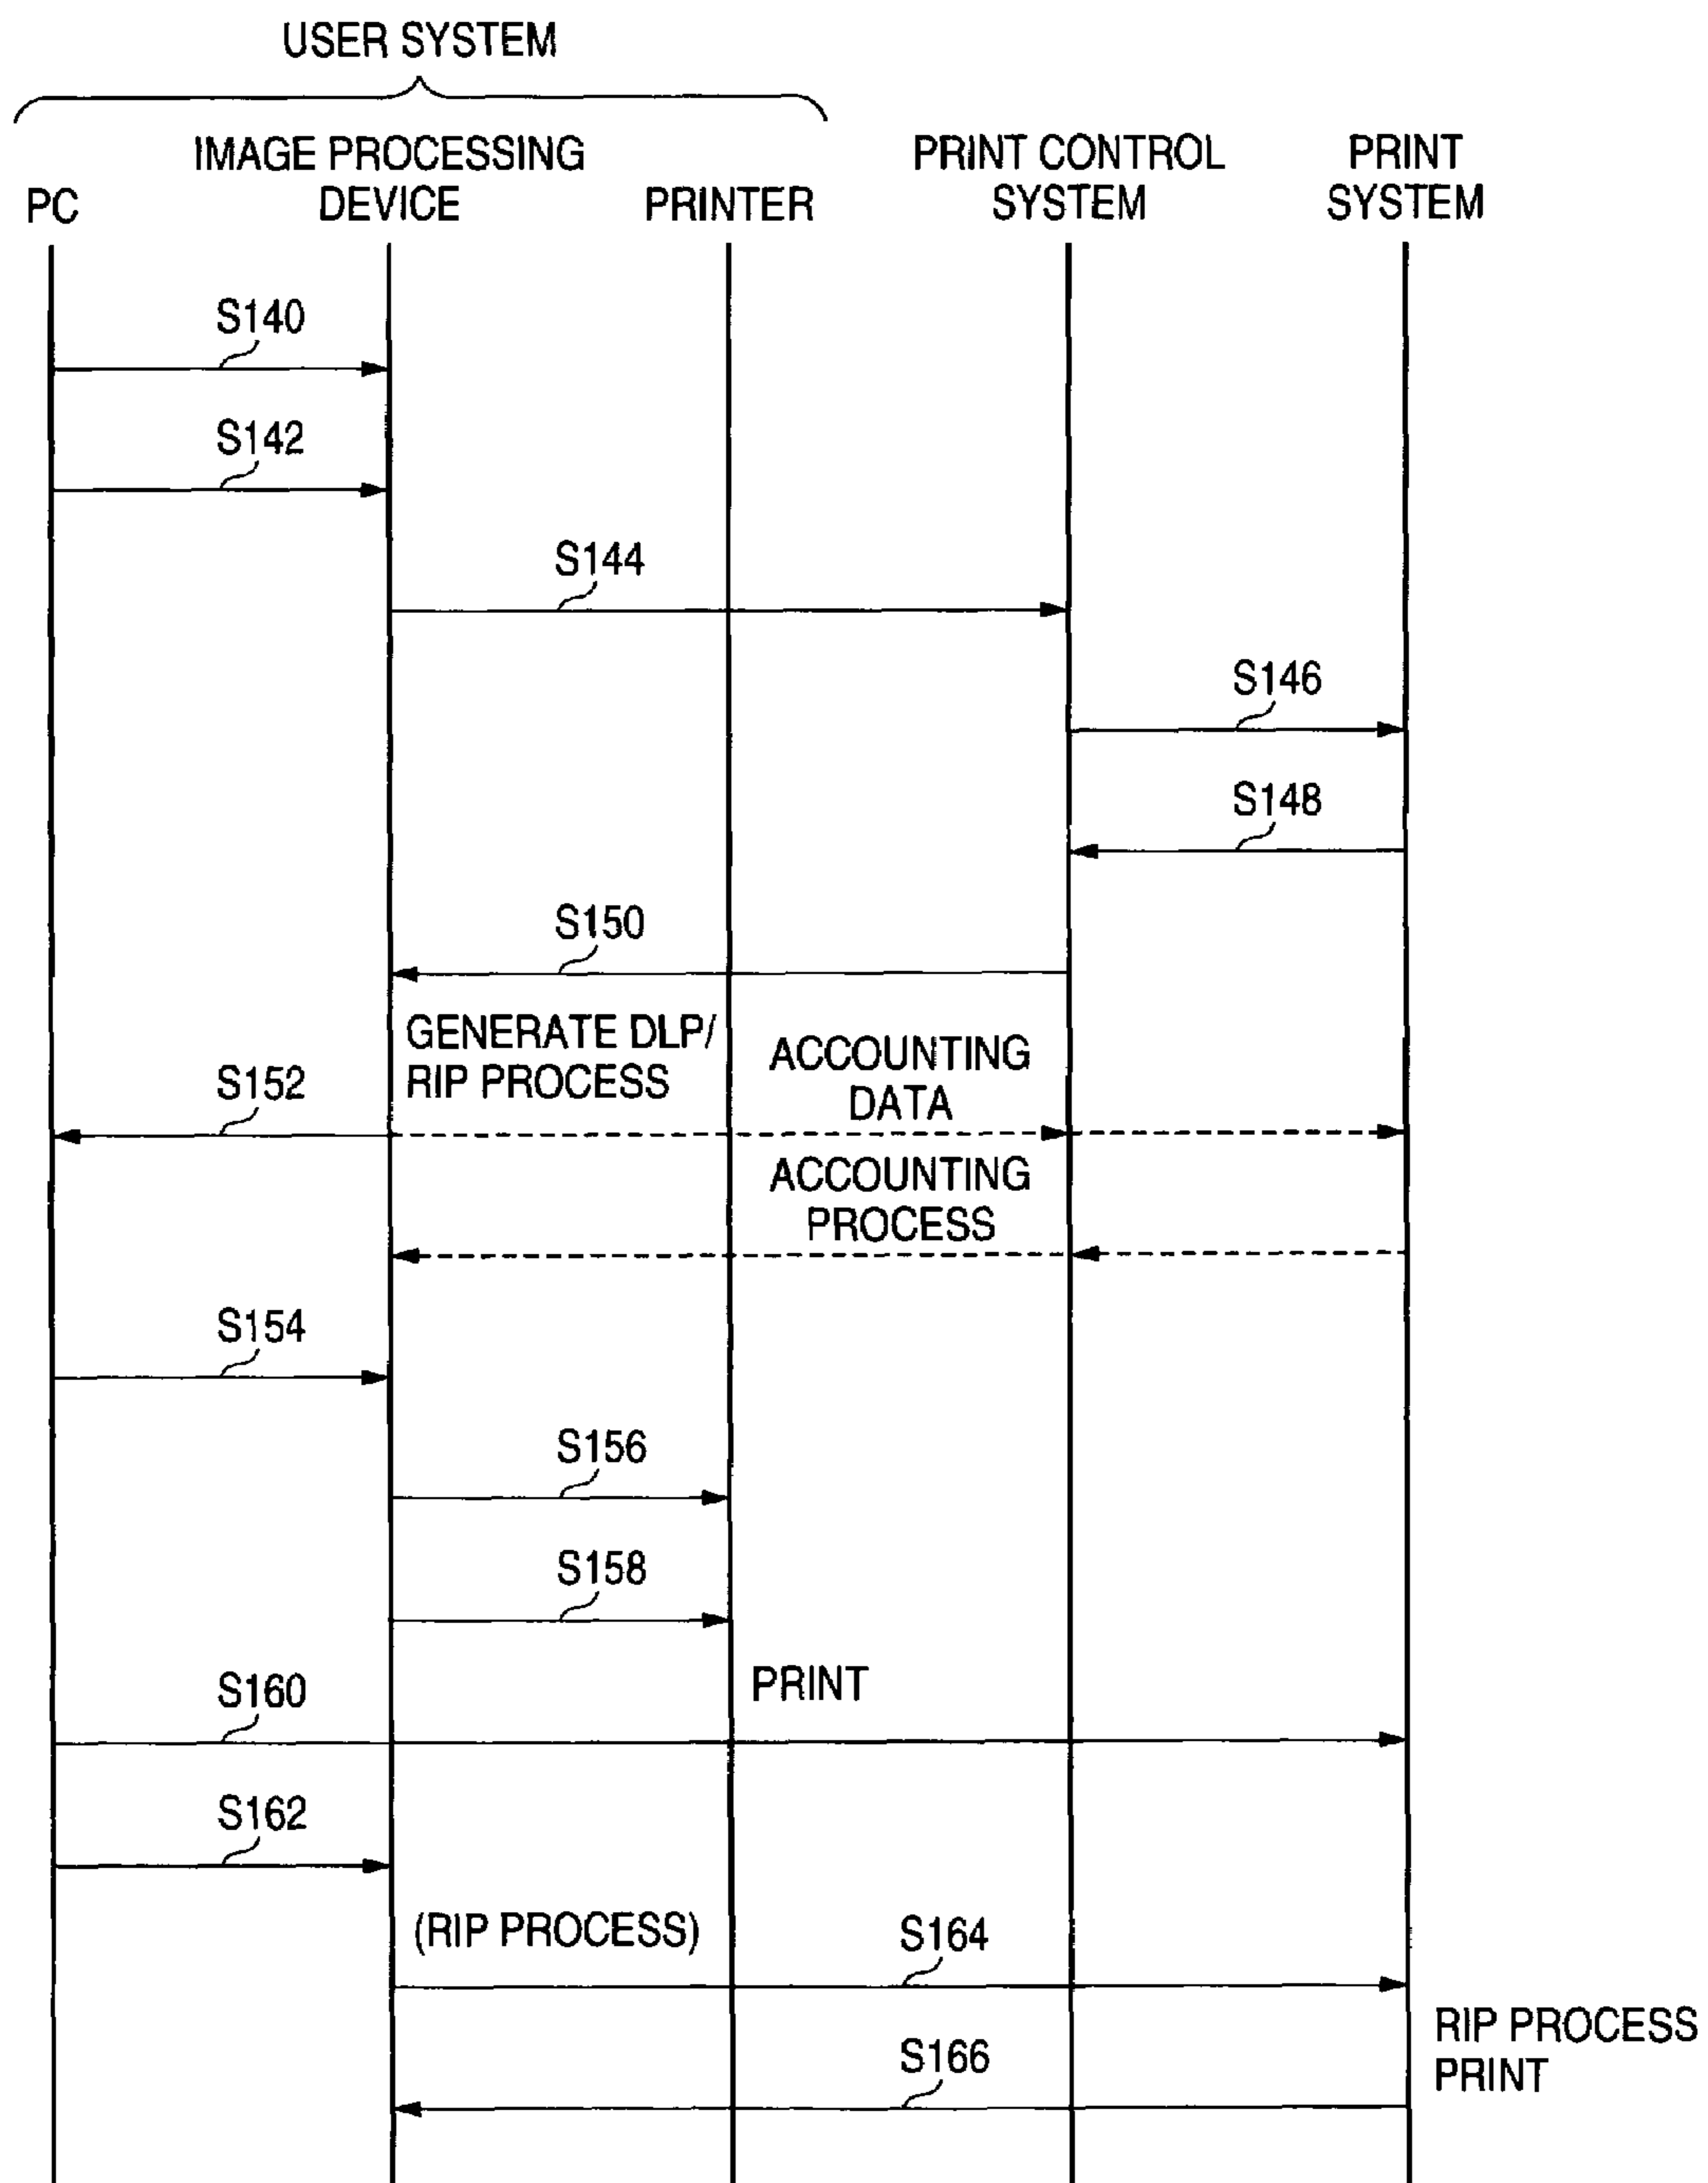 USER SYSTEM
PC
IMAGE PROCESSING
DEVICE
PRINTER
PRINT CONTROL
SYSTEM
PRINT
SYSTEM
S140
S142
S144
S146
S148
S150
GENERATE DLP/
RIP PROCESS
S152
ACCOUNTING
DATA
ACCOUNTING
PROCESS
S154
S156
S158
PRINT
S160
S162
(RIP PROCESS)
S164
RIP PROCESS
PRINT
S166